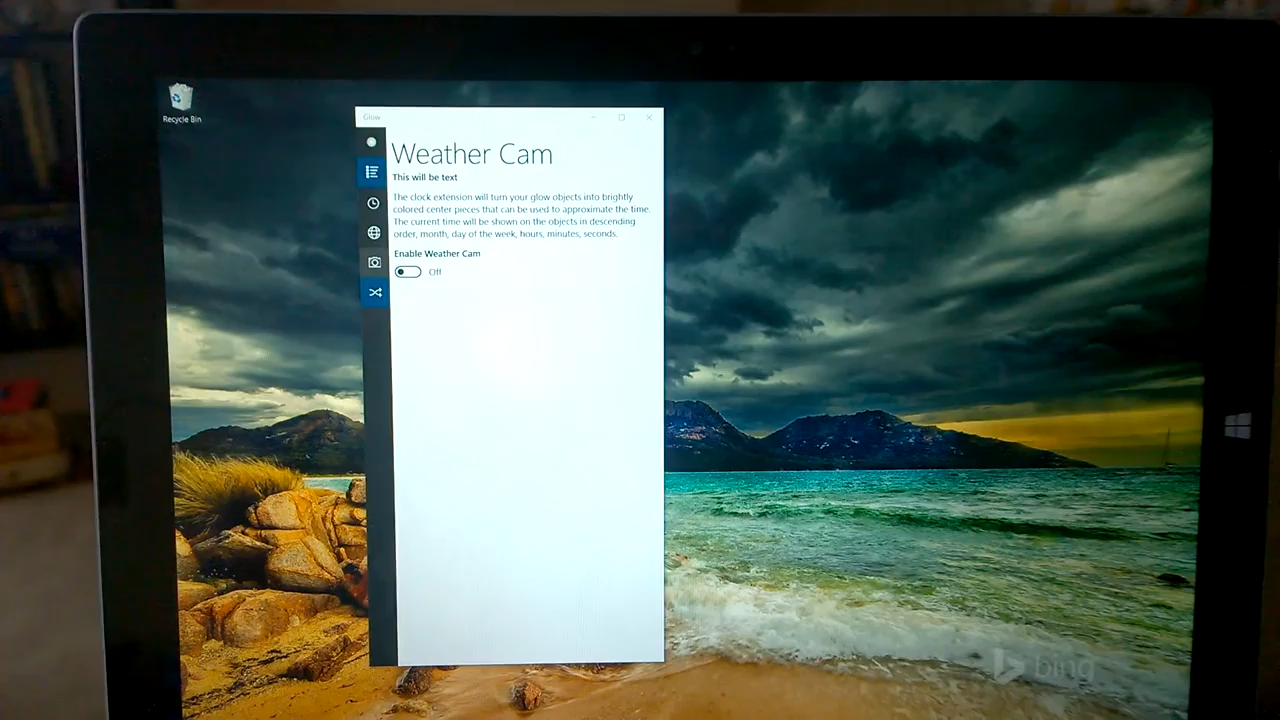 Recycle Bin
Glow
Weather Cam
This will be text
The clock extension will turn your glow objects into brightly
colored center pieces that can be used to approximate the time.
The current time will be shown on the objects in descending
order, month, day of the week, hours, minutes, seconds.
Enable Weather Cam
Off
bing